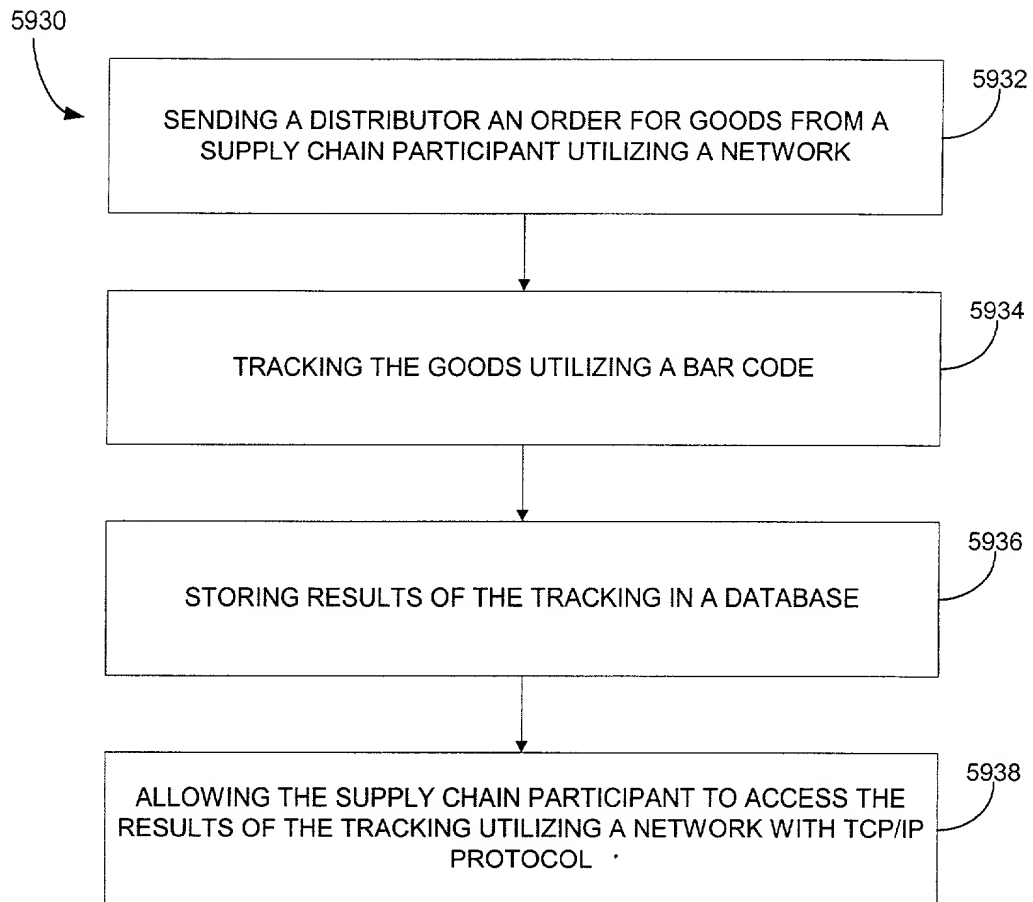 5930
5932
SENDING A DISTRIBUTOR AN ORDER FOR GOODS FROM A
SUPPLY CHAIN PARTICIPANT UTILIZING A NETWORK
5934
TRACKING THE GOODS UTILIZING A BAR CODE
5936
STORING RESULTS OF THE TRACKING IN A DATABASE
5938
ALLOWING THE SUPPLY CHAIN PARTICIPANT TO ACCESS THE
RESULTS OF THE TRACKING UTILIZING A NETWORK WITH TCP/IP
PROTOCOL